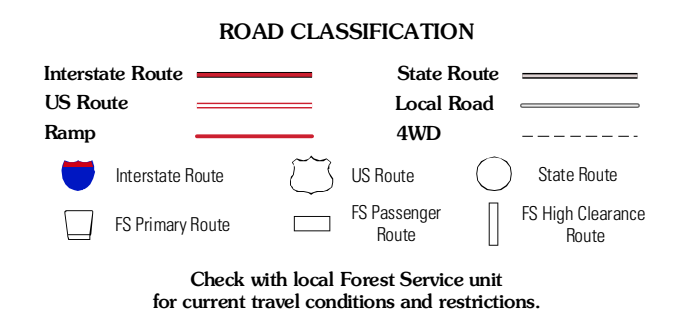 ROAD CLASSIFICATION
Interstate Route
State Route
US Route
Local Road
Ramp
4WD
Interstate Route
US Route
State Route
FS Primary Route
FS Passenger
Route
FS High Clearance
Route
Check with local Forest Service unit
for current travel conditions and restrictions.